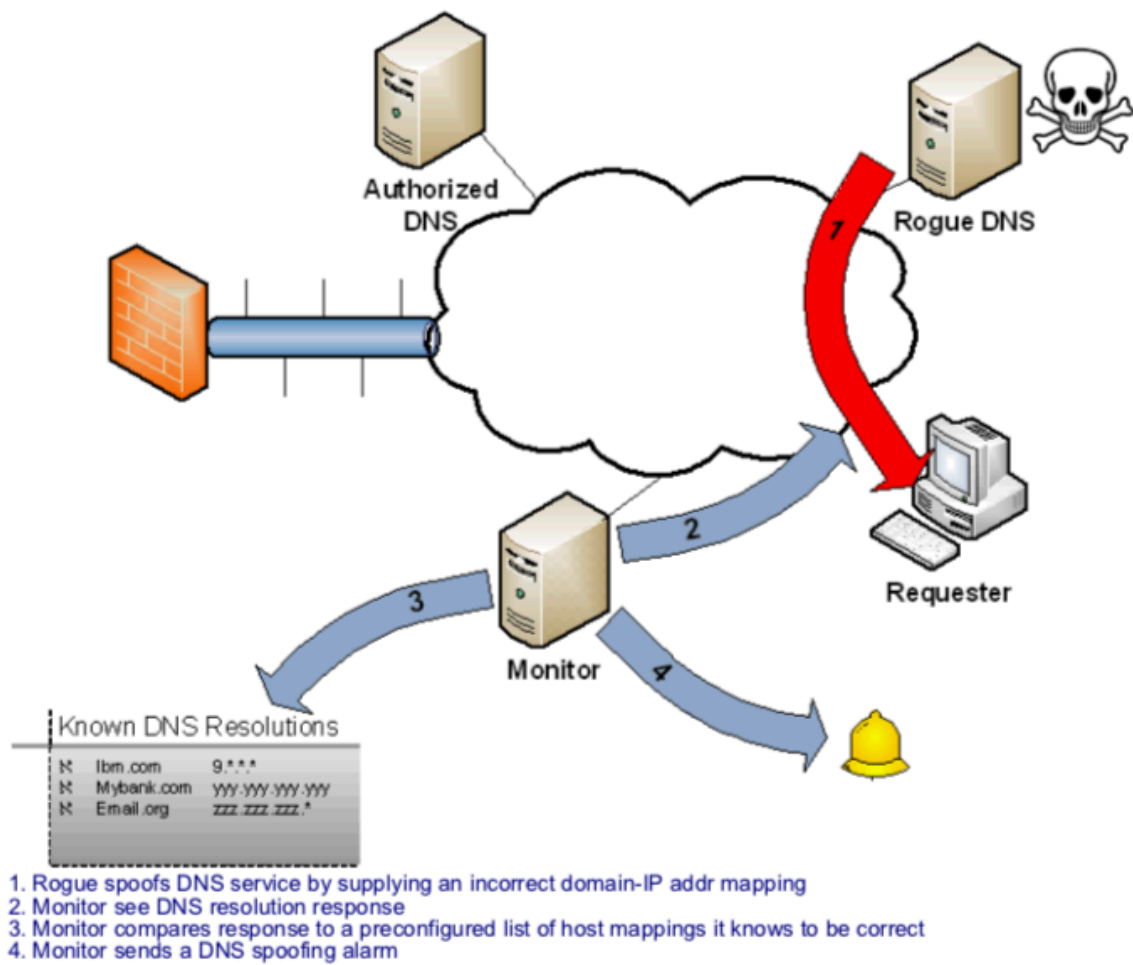 Authorized
DNS
Rogue DNS
1
2
Requester
3
Monitor
4
Known DNS Resolutions
ℵ Ibm.com 9.*.*.*
ℵ Mybank.com yyy.yyy.yyy.yyy
ℵ Email.org zzz.zzz.zzz.*
1. Rogue spoofs DNS service by supplying an incorrect domain-IP addr mapping
2. Monitor see DNS resolution response
3. Monitor compares response to a preconfigured list of host mappings it knows to be correct
4. Monitor sends a DNS spoofing alarm